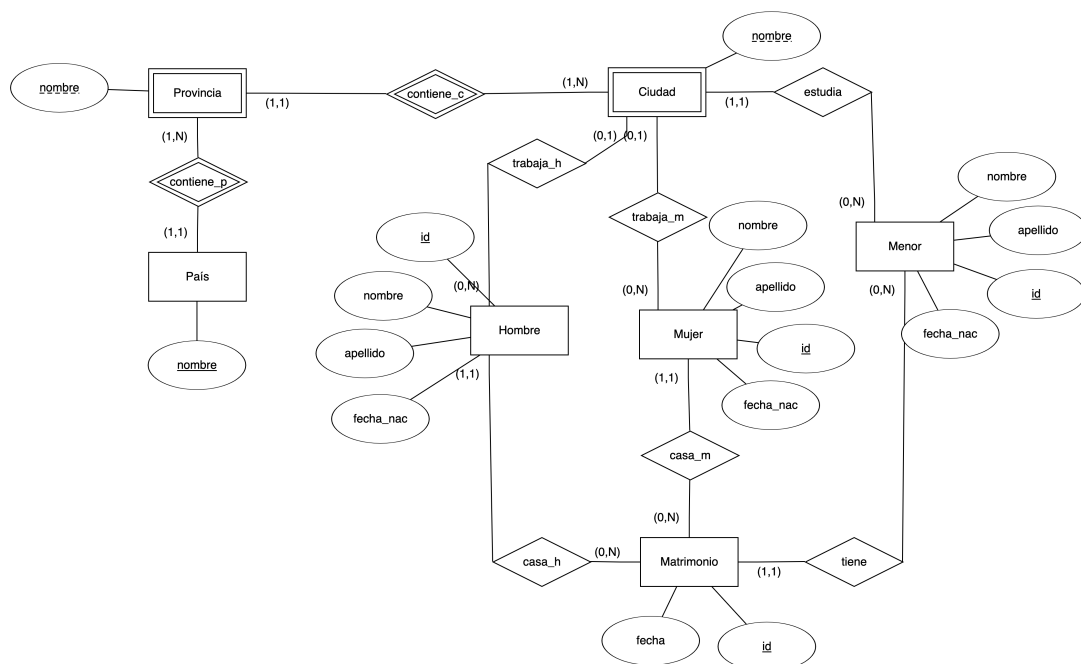 nombre
nombre
Provincia
(1,1)
contiene_c
(1,N)
Ciudad
(1,1)
estudia
(1,N)
(0,1)
(0,1)
trabaja_h
contiene_p
nombre
(0,N)
trabaja_m
nombre
apellido
(1,1)
id
Menor
País
(0,N)
nombre
(0,N)
(0,N)
apellido
id
Hombre
Mujer
fecha_nac
apellido
id
nombre
(1,1)
(1,1)
fecha_nac
fecha_nac
casa_m
(0,N)
casa_h
(0,N)
Matrimonio
(1,1)
tiene
fecha
id